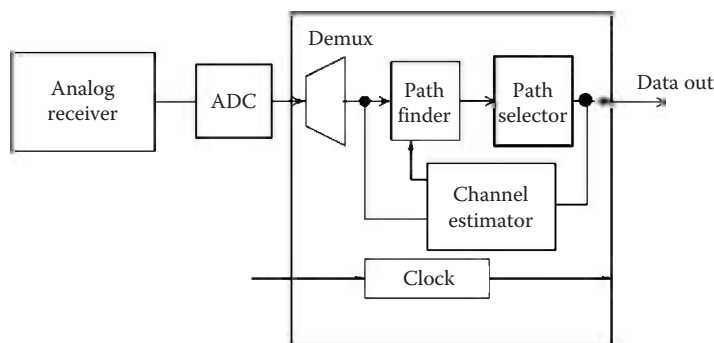 Demux
Analog
receiver
ADC
Path
finder
Path
selector
Data out
Channel
estimator
Clock